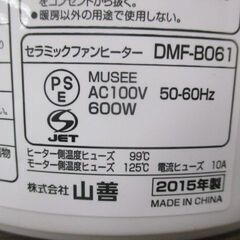 をコンセントから抜く。
●暖房以外の用途で使用しない
セラミックファンヒーター DMF-B061
PS
E
MUSEE
AC100V 50-60Hz
600W
S
JET
ヒーター側温度ヒューズ 99℃
モーター側温度ヒューズ 125℃ 電流ヒューズ 10A
株式会社 山善
2015年製
MADE IN CHINA